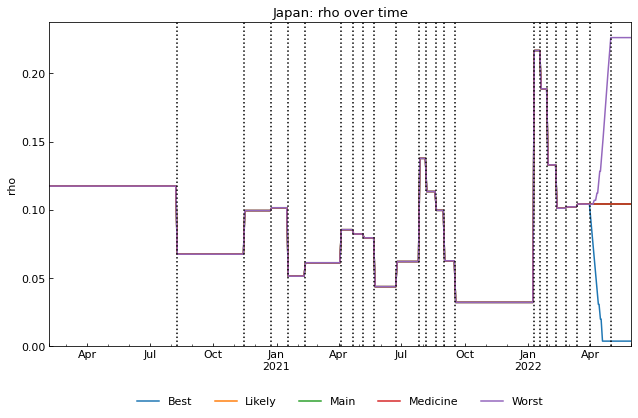 Japan: rho over time
rho
0.20
0.15
0.10
0.05
0.00
Apr Jul Oct Jan Apr Jul Oct Jan Apr
2021 2022
Best Likely Main Medicine Worst